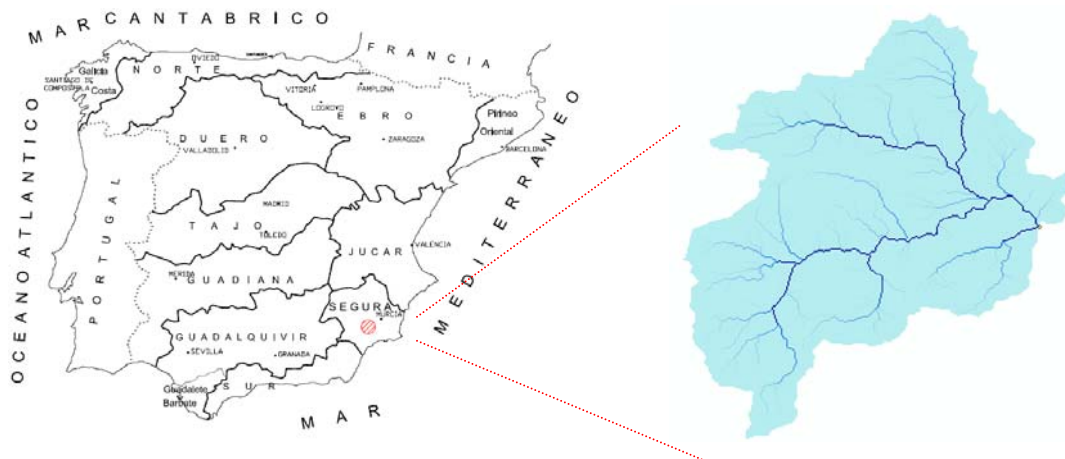 MAR CANTABRICO
FRANCIA
OVIEDO
Galicia
NORTE
SANTIAGO DE
COMPOSTELA
Costa
VITORIA
PAMPLONA
LOGROYO
EBRO
Pirineo
Oriental
ZARAGOZA
BARCELONA
DUERO
VALLADOLID
OCEANO ATLANTICO
PORTUGAL
MADRID
TAJO
TOLEDO
JUCAR
VALENCIA
MERIDA
GUADIANA
MEDITERRANEO
SEGURA
MURCIA
GUADALQUIVIR
SEVILLA
GRANADA
SUR
Guadalete
Barbate
MAR